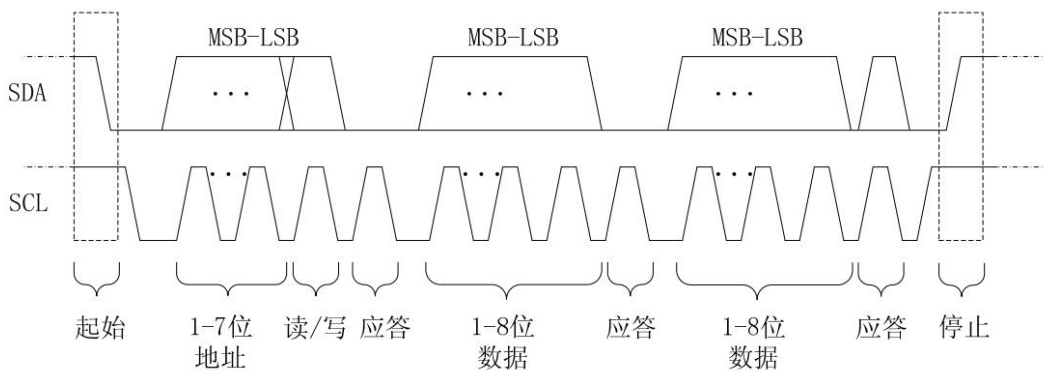 MSB-LSB MSB-LSB MSB-LSB
SDA ... ... ...
SCL ... ... ...
起始 1-7位 读/写 应答 1-8位 应答 1-8位 应答 停止
地址 数据 数据